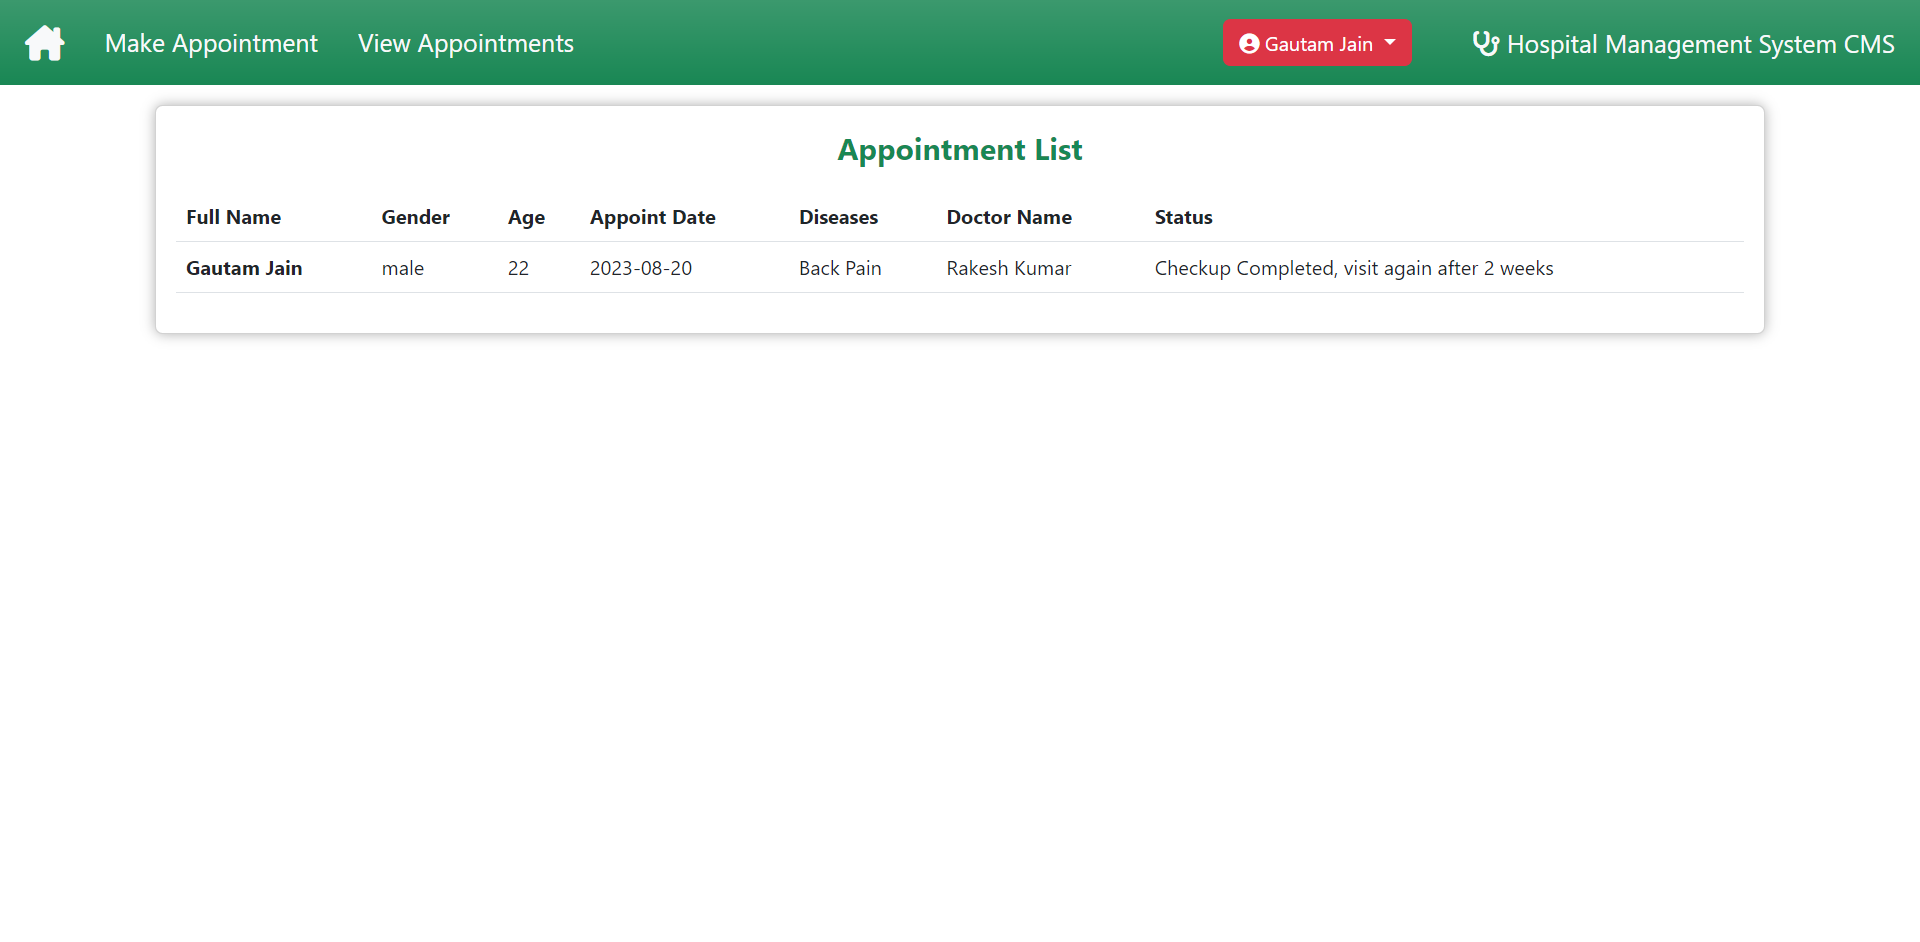 Make Appointment View Appointments Gautam Jain Hospital Management System CMS
Appointment List
Full Name Gender Age Appoint Date Diseases Doctor Name Status
Gautam Jain male 22 2023-08-20 Back Pain Rakesh Kumar Checkup Completed, visit again after 2 weeks